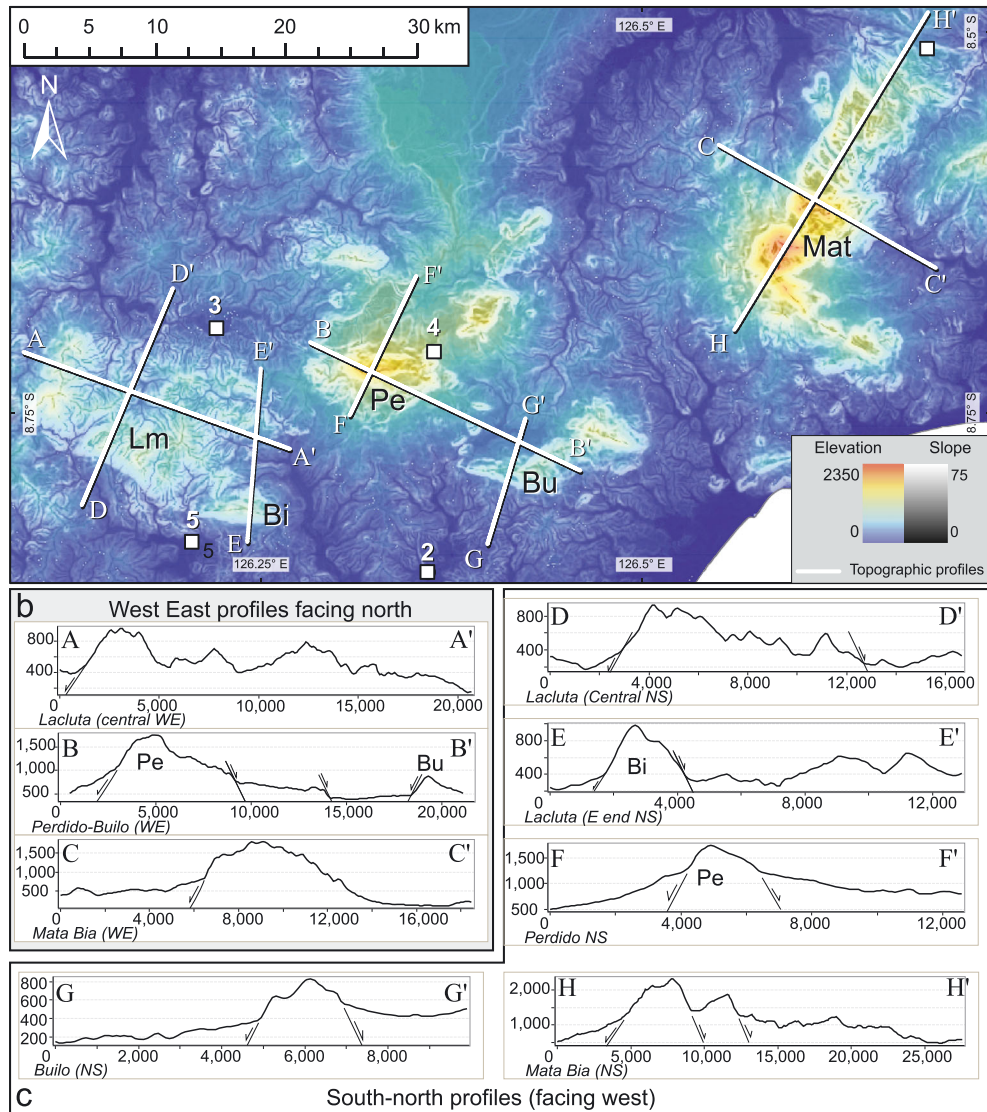 0 10 20 30 km
N
126.5° E
8.5° S
H'
C
Mat
C'
H
D'
3
A
E'
F'
B
4
Pe
F
8.75° S
Lm
A'
G'
B'
Bu
D
Bi
5
5
E
126.25° E
G
2
126.5° E
Elevation Slope
2350 75
0 0
Topographic profiles
b West East profiles facing north
A A'
800
400
0 5,000 10,000 15,000 20,000
Lacluta (central WE)
B Pe Bu B'
1,500
1,000
500
0 5,000 10,000 15,000 20,000
Perdido-Builo (WE)
C C'
1,500
1,000
500
0 4,000 8,000 12,000 16,000
Mata Bia (WE)
D D'
800
400
0 4,000 8,000 12,000 16,000
Lacluta (Central NS)
E Bi E'
800
400
0 4,000 8,000 12,000
Lacluta (E end NS)
F Pe F'
1,500
1,000
500
0 4,000 8,000 12,000
Perdido NS
G G'
800
600
400
200
0 2,000 4,000 6,000 8,000
Builo (NS)
H H'
2,000
1,000
0 5,000 10,000 15,000 20,000 25,000
Mata Bia (NS)
c South-north profiles (facing west)